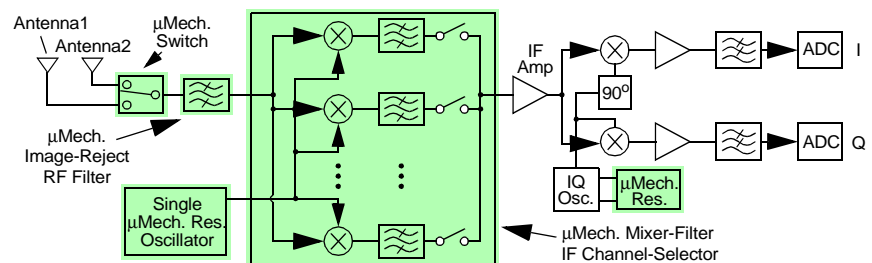 Antenna1
Antenna2
μMech.
Switch
μMech.
Image-Reject
RF Filter
Single
μMech. Res.
Oscillator
IF
Amp
90o
IQ
Osc.
μMech.
Res.
ADC
I
ADC
Q
μMech. Mixer-Filter
IF Channel-Selector